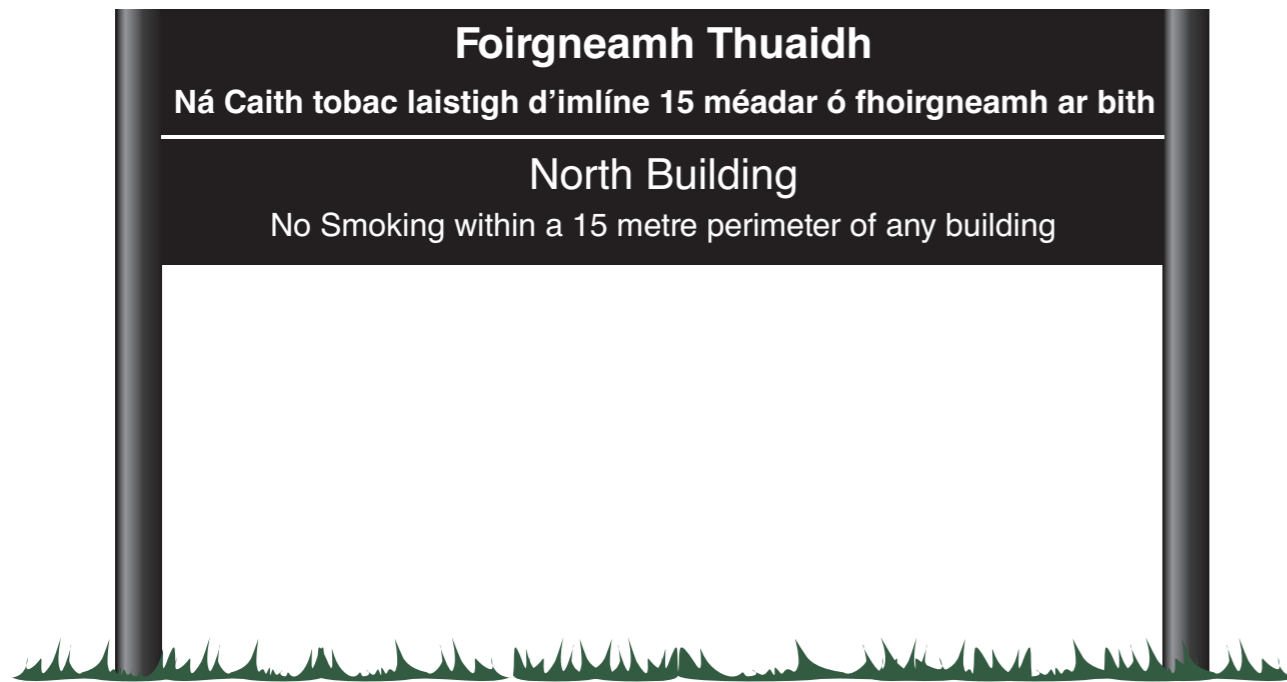 Foirgneamh Thuaidh
Ná Caith tobac laistigh d’imlíne 15 méadar ó fhoirgneamh ar bith
North Building
No Smoking within a 15 metre perimeter of any building